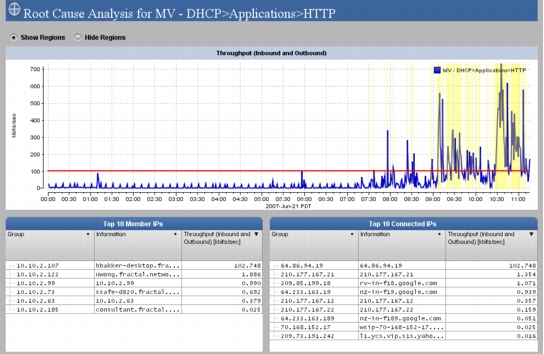 Root Cause Analysis for MV - DHCP>Applications>HTTP
Show Regions Hide Regions
Throughput (Inbound and Outbound)
MV - DHCP>Applications>HTTP
kbits/sec
700
600
500
400
300
200
100
0
00:00 00:30 01:00 01:30 02:00 02:30 03:00 03:30 04:00 04:30 05:00 05:30 06:00 06:30 07:00 07:30 08:00 08:30 09:00 09:30 10:00 10:30 11:00
2007-Jun-21 PDT
Top 10 Member IPs
Group Information Throughput (Inbound and Outbound) [kbits/sec]
10.10.2.107 bbakker-desktop.fra... 102.748
10.10.2.122 uwong.fractal.netwo... 1.886
10.10.2.99 10.10.2.99 0.990
10.10.2.73 ssafe-d820.fractal.... 0.692
10.10.2.63 10.10.2.63 0.379
10.10.2.185 consultant.fractal.... 0.025
Top 10 Connected IPs
Group Information Throughput (Inbound and Outbound) [kbits/sec]
64.86.94.19 64.86.94.19 102.748
210.177.167.21 210.177.167.21 1.354
209.85.199.18 rv-in-f18.google.com 1.071
64.233.163.19 nz-in-f19.google.com 0.939
210.177.167.12 210.177.167.12 0.357
210.177.167.22 210.177.167.22 0.159
64.233.163.189 nz-in-f189.google.com 0.051
70.168.152.17 wsip-70-168-152-17.... 0.025
209.73.191.242 0.016